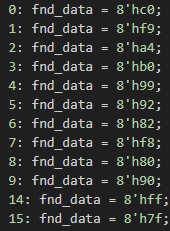 0: fnd_data = 8'hc0;
1: fnd_data = 8'hf9;
2: fnd_data = 8'ha4;
3: fnd_data = 8'hb0;
4: fnd_data = 8'h99;
5: fnd_data = 8'h92;
6: fnd_data = 8'h82;
7: fnd_data = 8'hf8;
8: fnd_data = 8'h80;
9: fnd_data = 8'h90;
14: fnd_data = 8'hff;
15: fnd_data = 8'h7f;